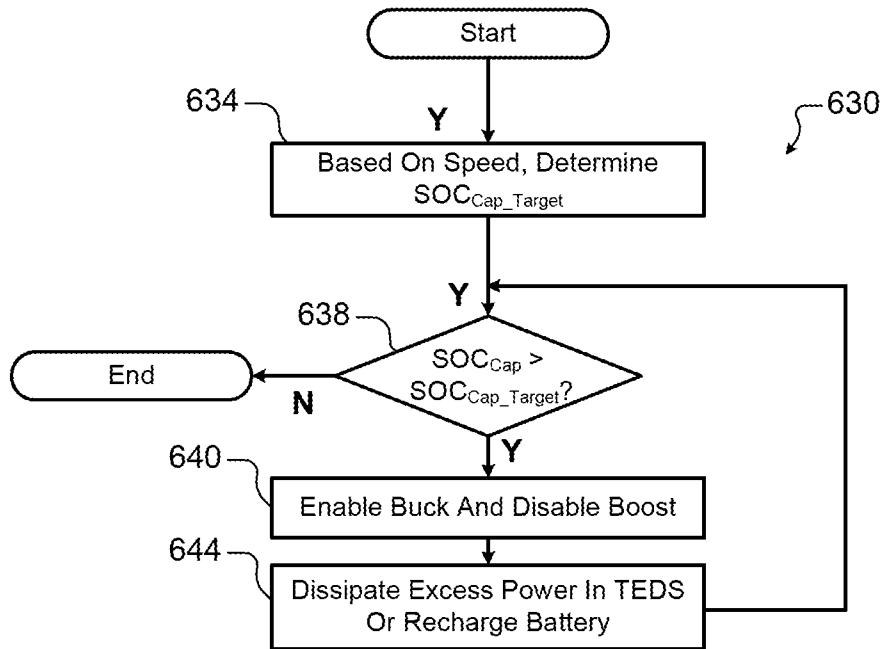 Start
634
630
Y
Based On Speed, Determine
SOCCap_Target
Y
638
SOCCap >
SOCCap_Target?
End
N
Y
640
Enable Buck And Disable Boost
644
Dissipate Excess Power In TEDS
Or Recharge Battery